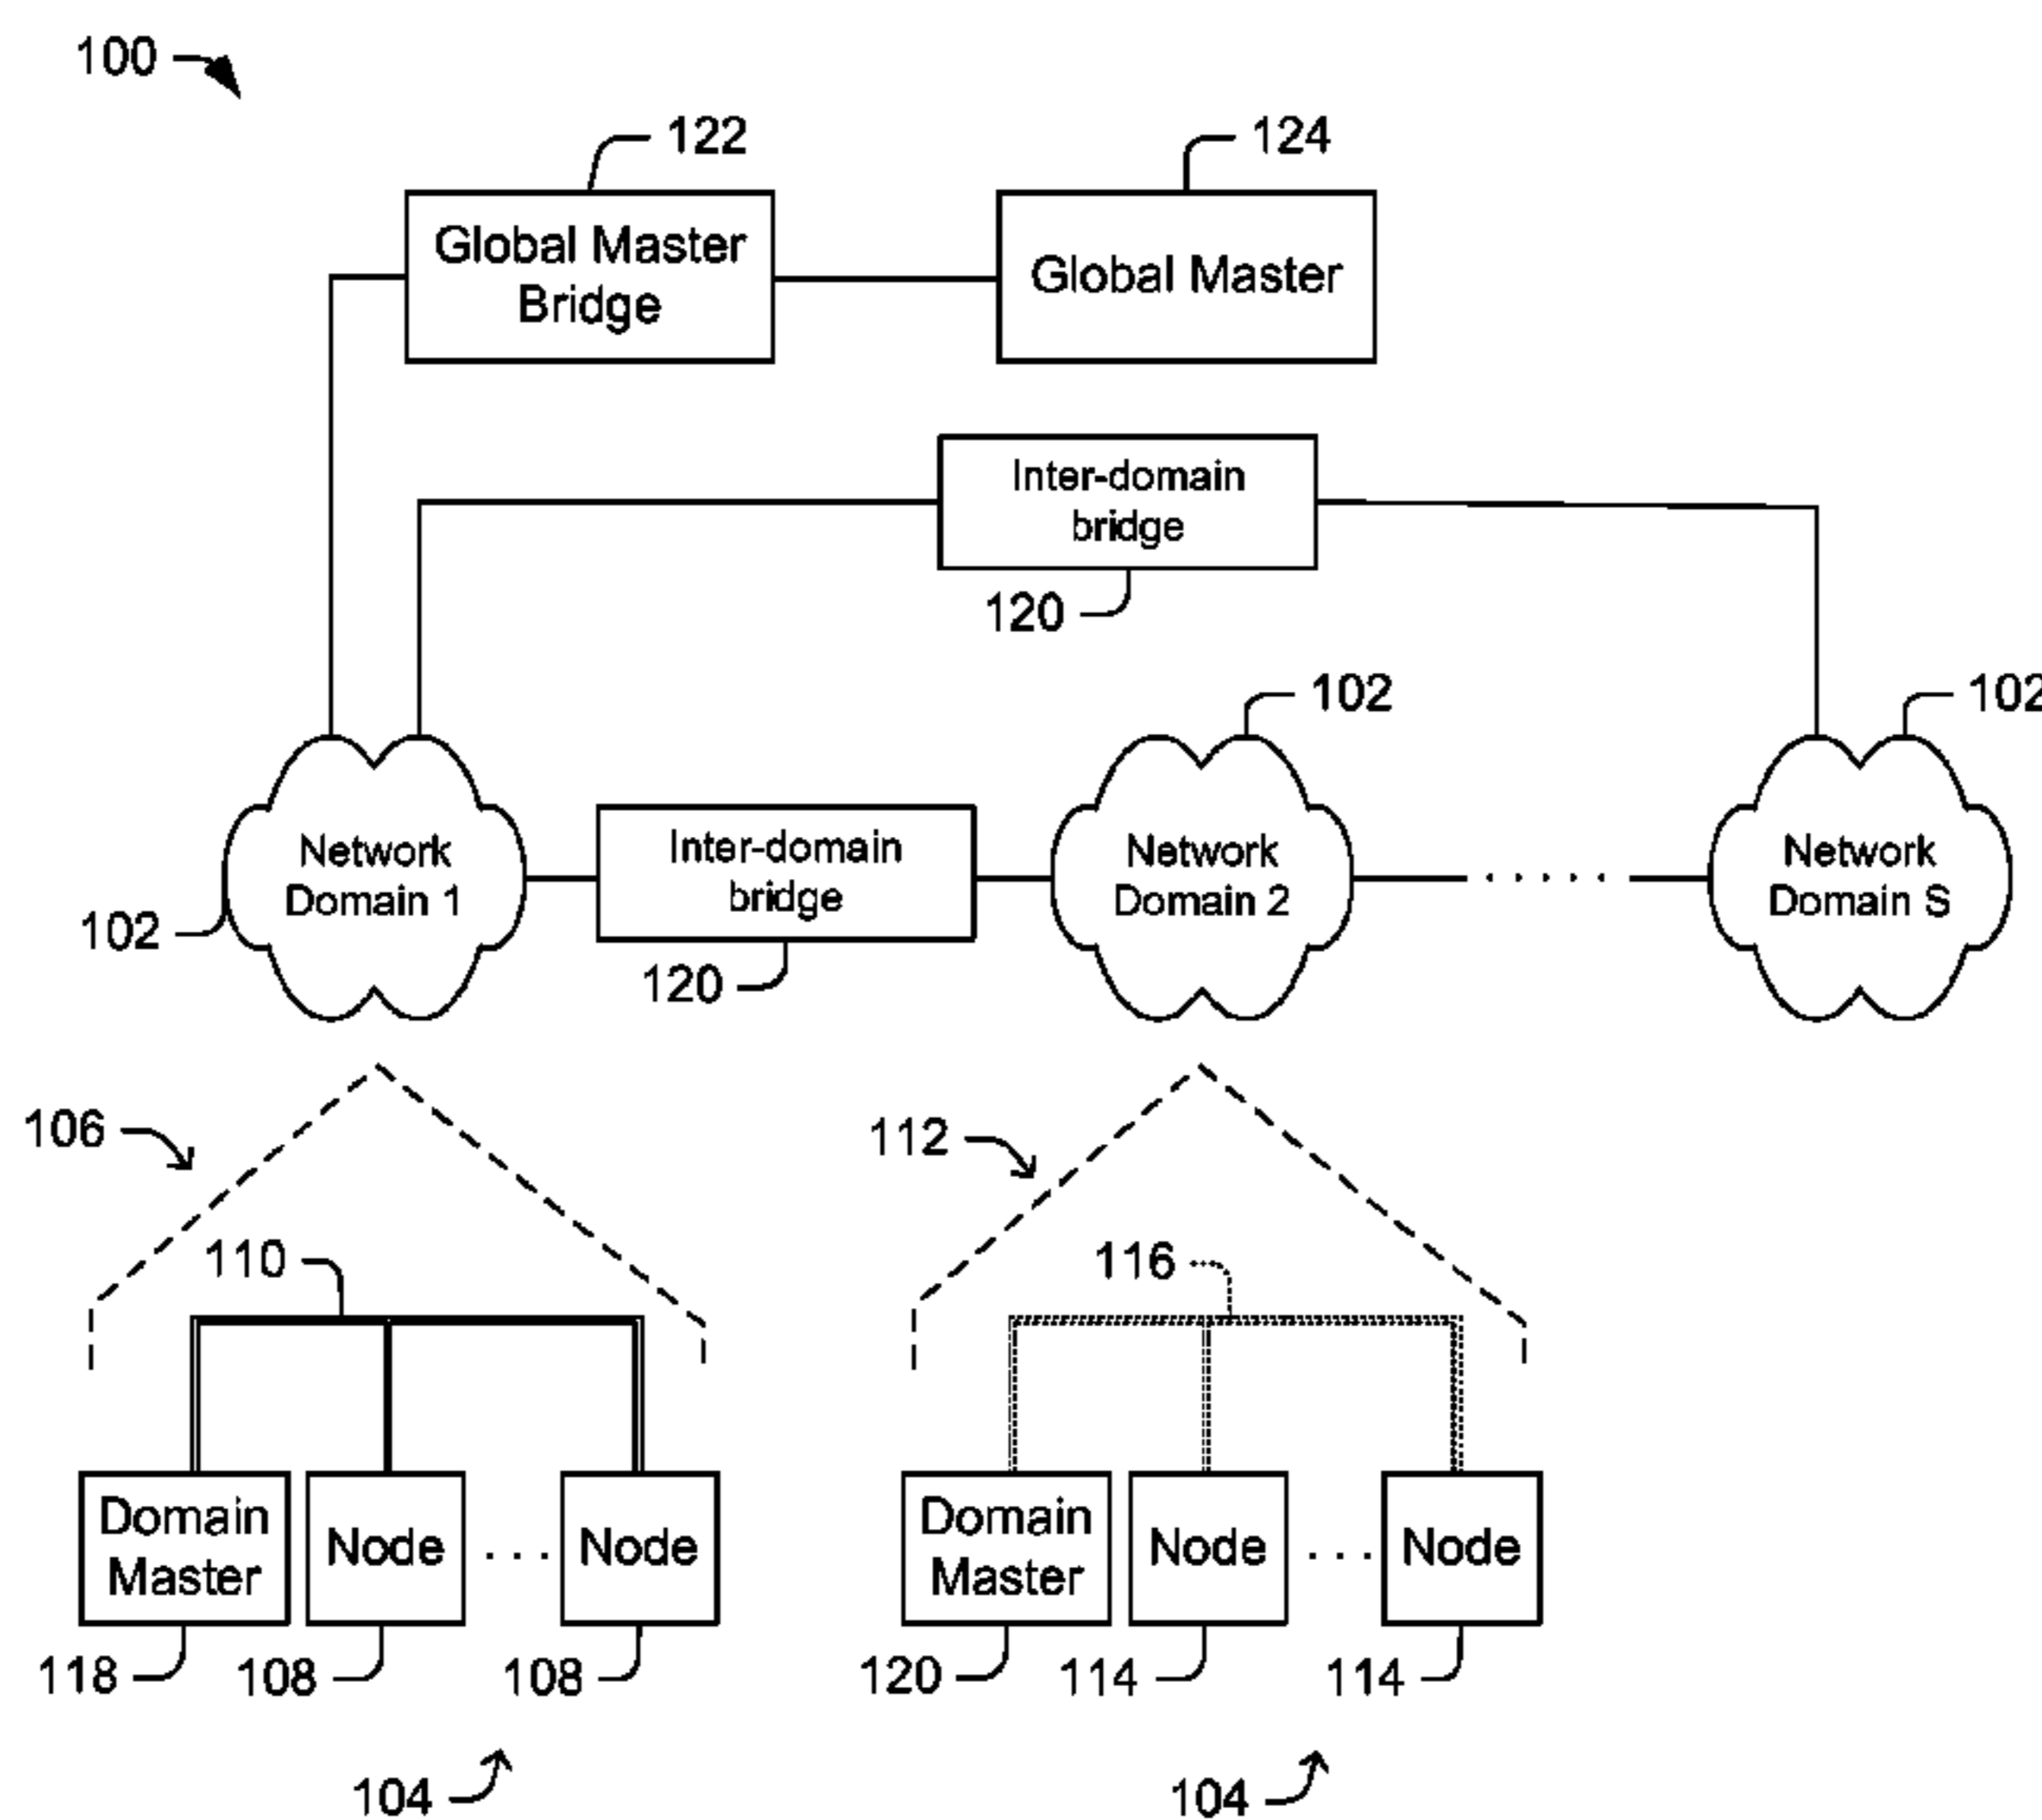 100
122
124
Global Master
Bridge
Global Master
Inter-domain
bridge
120
102
102
Network
Domain 1
Inter-domain
bridge
Network
Domain 2
Network
Domain S
102
120
106
112
110
116
Domain
Master
Node
...
Node
Domain
Master
Node
...
Node
118
108
108
120
114
114
104
104